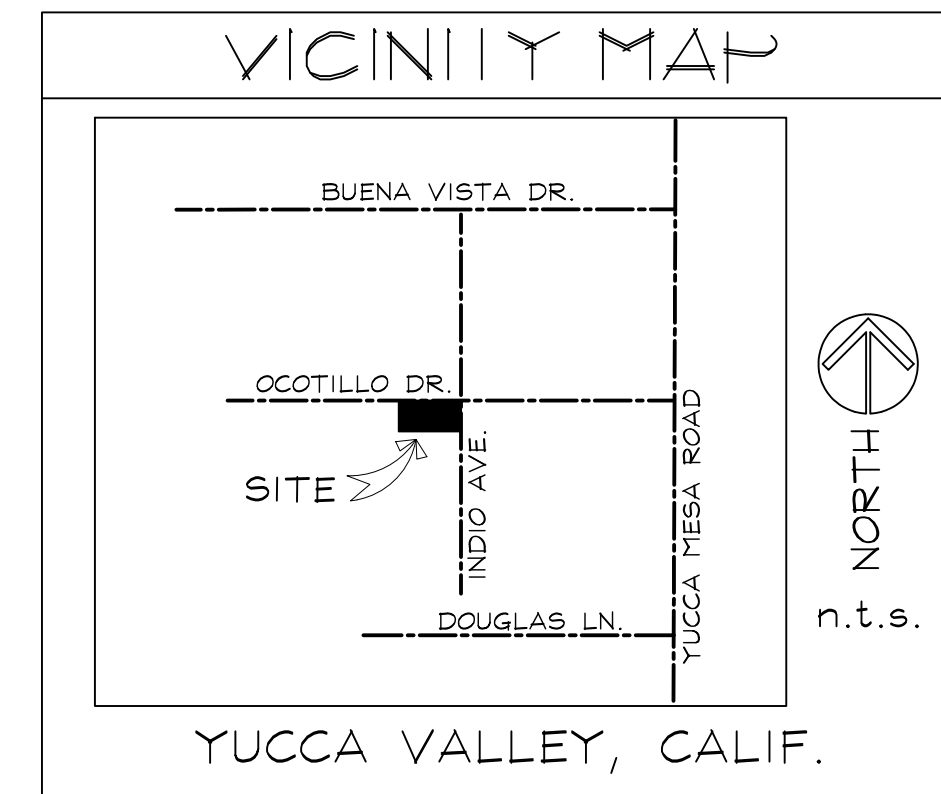 VICINITY MAP
BUENA VISTA DR.
OCOTILLO DR.
SITE
INDIO AVE.
YUCCA MESA ROAD
DOUGLAS LN.
NORTH
n.t.s.
YUCCA VALLEY, CALIF.